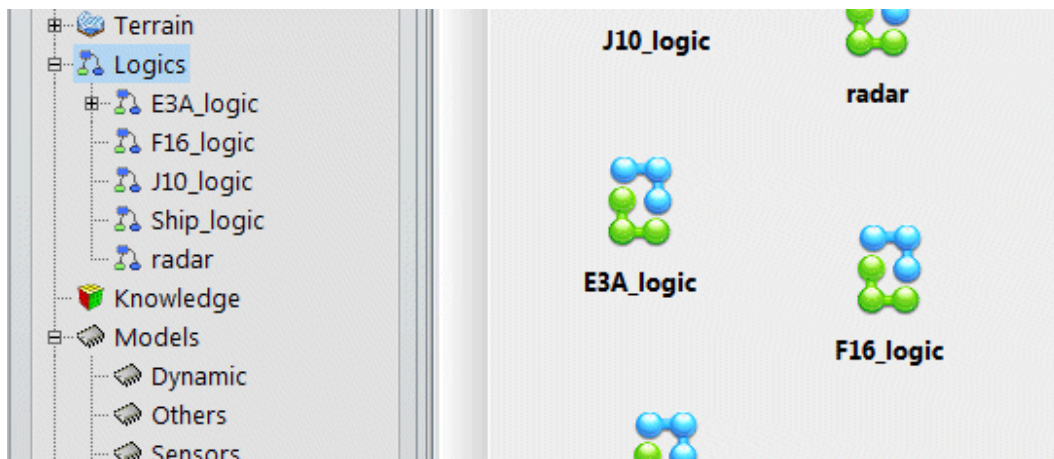 Terrain
Logics
E3A_logic
F16_logic
J10_logic
Ship_logic
radar
Knowledge
Models
Dynamic
Others
Sensors
J10_logic
radar
E3A_logic
F16_logic